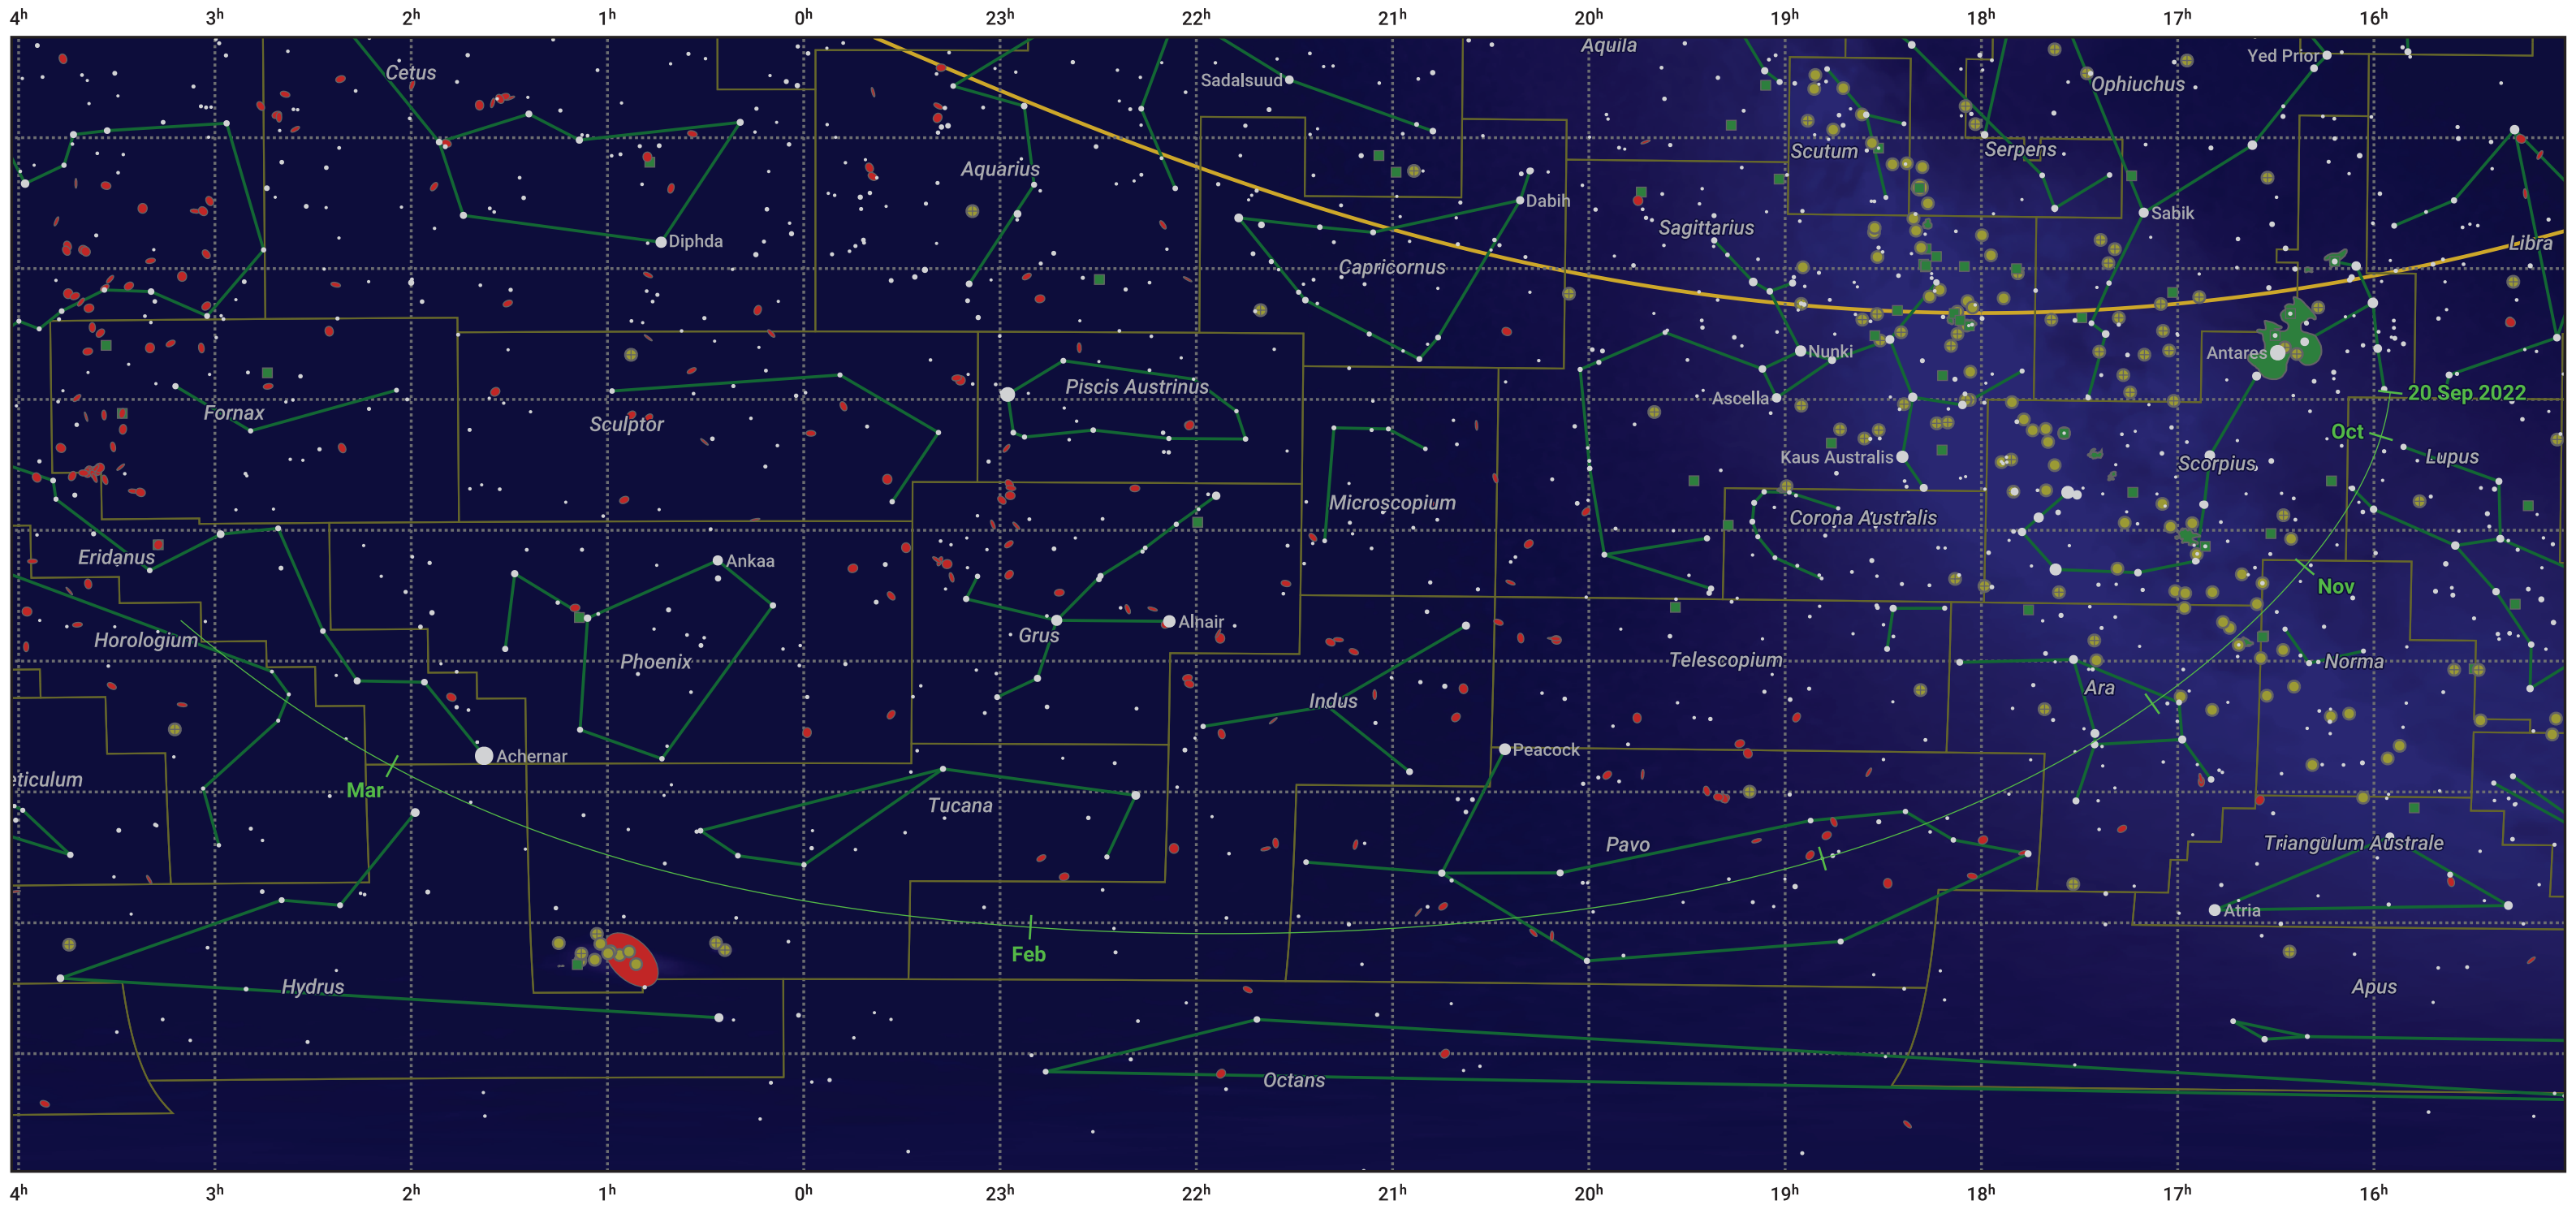 4h 3h 2h 1h 0h 23h 22h 21h 20h 19h 18h 17h 16h
Aquila
Yed Prior
Cetus
Sadalsuud
Ophiuchus
Scutum
Serpens
Aquarius
Dabih
Sabik
Sagittarius
Diphda
Libra
Capricornus
Nunki
Antares
Piscis Austrinus
20 Sep 2022
Ascella
Fornax
Sculptor
Oct
Kaus Australis
Scorpius
Lupus
Microscopium
Corona Australis
Eridanus
Ankaa
Nov
Alnair
Grus
Horologium
Phoenix
Telescopium
Norma
Ara
Indus
Peacock
Achernar
eticulum
Mar
Tucana
Pavo
Triangulum Australe
Atria
Feb
Hydrus
Apus
Octans
4h 3h 2h 1h 0h 23h 22h 21h 20h 19h 18h 17h 16h